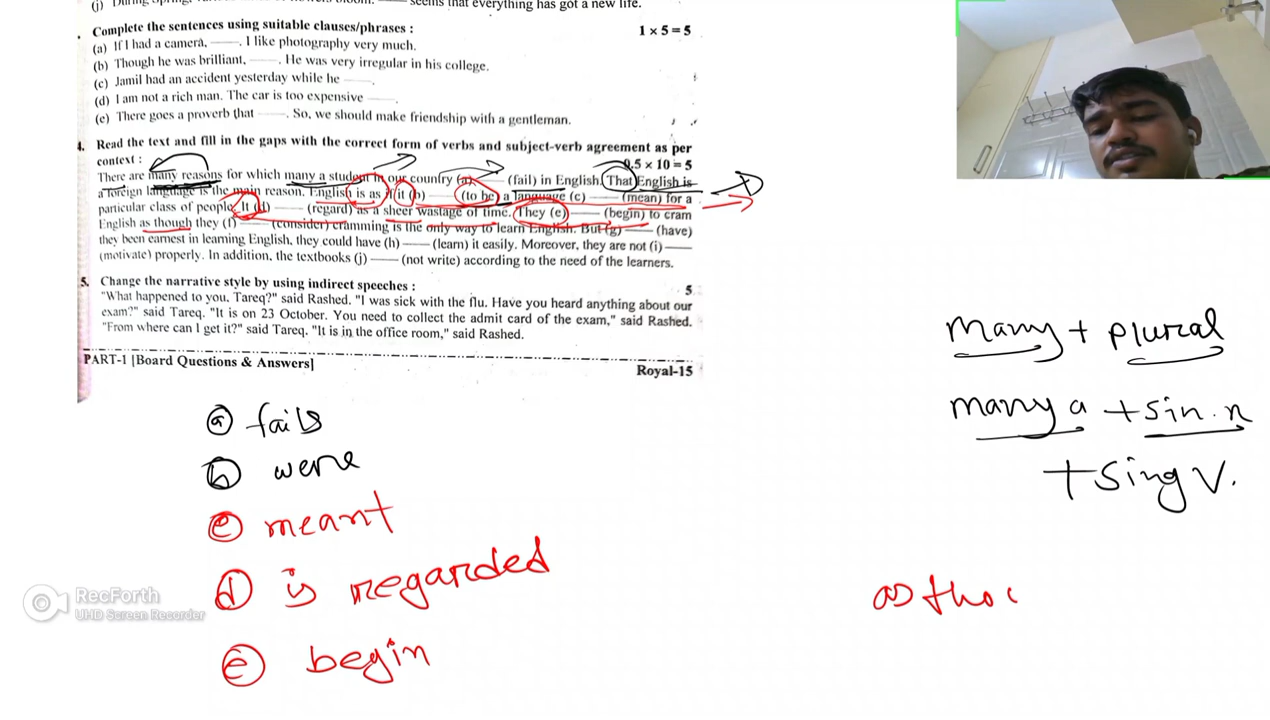 (j) During Spring, seems that everything has got a new life.
Complete the sentences using suitable clauses/phrases : 1 × 5 = 5
(a) If I had a camera, ——. I like photography very much.
(b) Though he was brilliant, ——. He was very irregular in his college.
(c) Jamil had an accident yesterday while he ——.
(d) I am not a rich man. The car is too expensive ——.
(e) There goes a proverb that ——. So, we should make friendship with a gentleman.
4. Read the text and fill in the gaps with the correct form of verbs and subject-verb agreement as per
context : 0.5 × 10 = 5
There are many reasons for which many a student in our country (a) —— (fail) in English. That English is
a foreign language is the main reason. English is as if it (b) —— (to be) a language (c) —— (mean) for a
particular class of people. It (d) —— (regard) as a sheer wastage of time. They (e) —— (begin) to cram
English as though they (f) —— (consider) cramming is the only way to learn English. But (g) —— (have)
they been earnest in learning English, they could have (h) —— (learn) it easily. Moreover, they are not (i) ——
(motivate) properly. In addition, the textbooks (j) —— (not write) according to the need of the learners.
5. Change the narrative style by using indirect speeches : 5
"What happened to you, Tareq?" said Rashed. "I was sick with the flu. Have you heard anything about our
exam?" said Tareq. "It is on 23 October. You need to collect the admit card of the exam," said Rashed.
"From where can I get it?" said Tareq. "It is in the office room," said Rashed.
PART-1 [Board Questions & Answers] Royal-15
many + plural
many a + sin. n
+ sing V.
(a) fails
(b) were
(c) meant
(d) is regarded
(e) begin
as tho
RecForth
UHD Screen Recorder